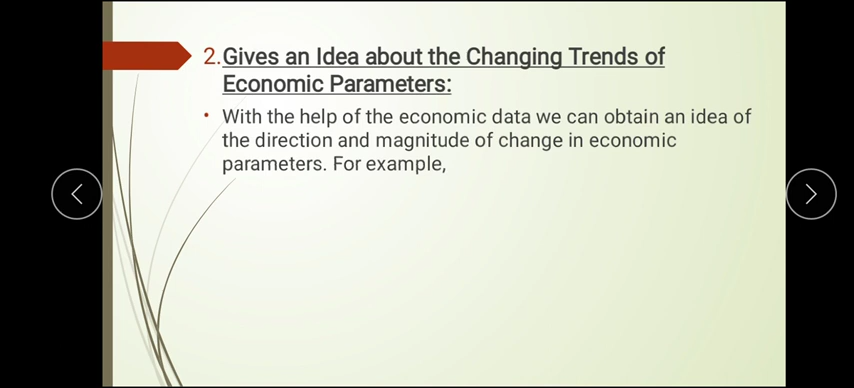 2.Gives an Idea about the Changing Trends of
Economic Parameters:
• With the help of the economic data we can obtain an idea of
the direction and magnitude of change in economic
parameters. For example,